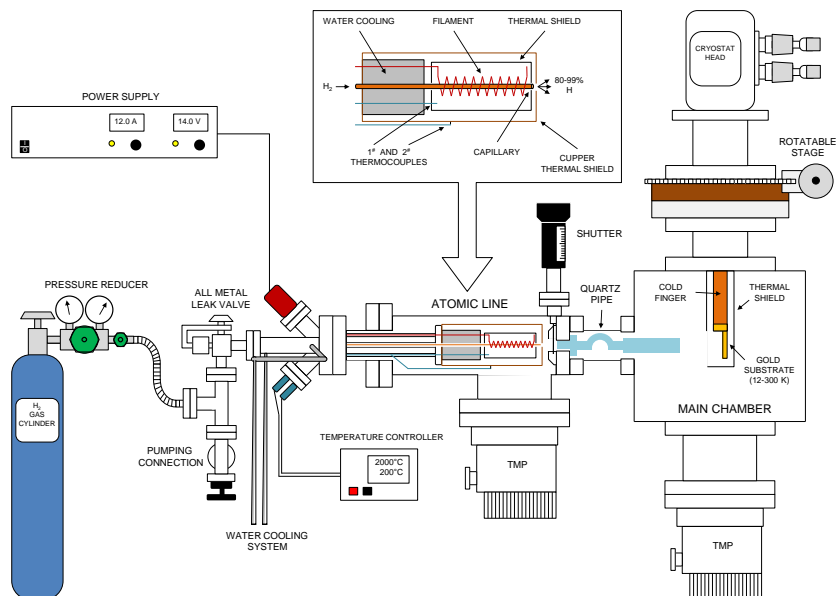 WATER COOLING
FILAMENT
THERMAL SHIELD
H2
80-99%
H
1# AND 2#
THERMOCOUPLES
CAPILLARY
CUPPER
THERMAL SHIELD
CRYOSTAT
HEAD
POWER SUPPLY
12.0 A
14.0 V
I
O
ROTATABLE
STAGE
SHUTTER
PRESSURE REDUCER
ALL METAL
LEAK VALVE
ATOMIC LINE
QUARTZ
PIPE
COLD
FINGER
THERMAL
SHIELD
GOLD
SUBSTRATE
(12-300 K)
MAIN CHAMBER
H2
GAS
CYLINDER
PUMPING
CONNECTION
TEMPERATURE CONTROLLER
2000°C
200°C
TMP
WATER COOLING
SYSTEM
TMP